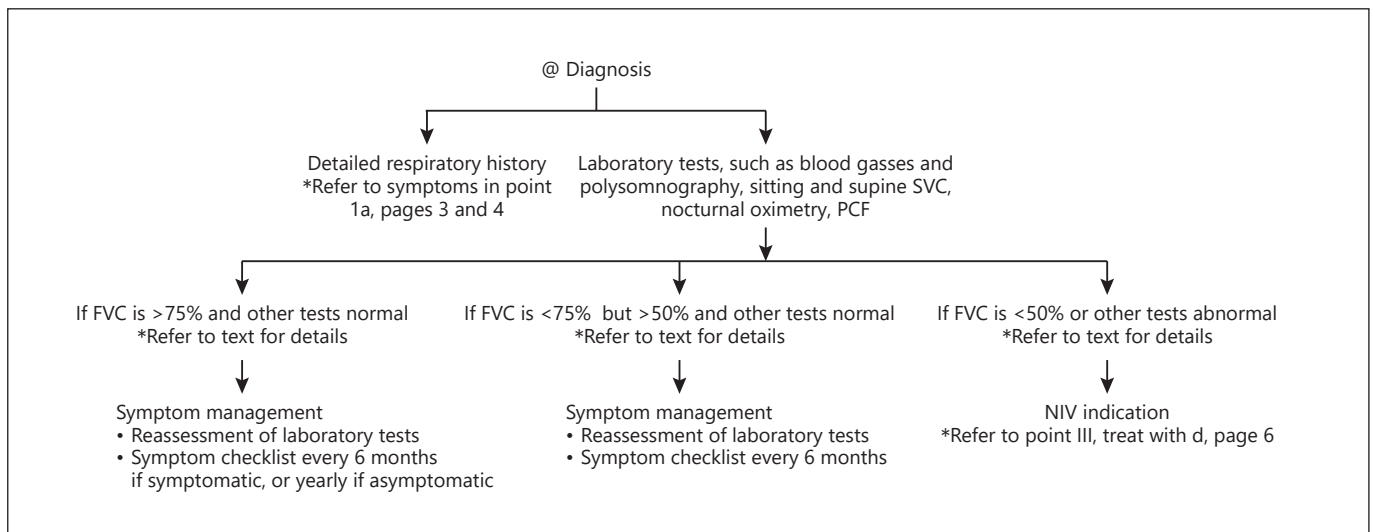 @ Diagnosis
Detailed respiratory history
*Refer to symptoms in point
1a, pages 3 and 4
Laboratory tests, such as blood gasses and
polysomnography, sitting and supine SVC,
nocturnal oximetry, PCF
If FVC is >75% and other tests normal
*Refer to text for details
If FVC is <75% but >50% and other tests normal
*Refer to text for details
If FVC is <50% or other tests abnormal
*Refer to text for details
Symptom management
• Reassessment of laboratory tests
• Symptom checklist every 6 months
if symptomatic, or yearly if asymptomatic
Symptom management
• Reassessment of laboratory tests
• Symptom checklist every 6 months
NIV indication
*Refer to point III, treat with d, page 6